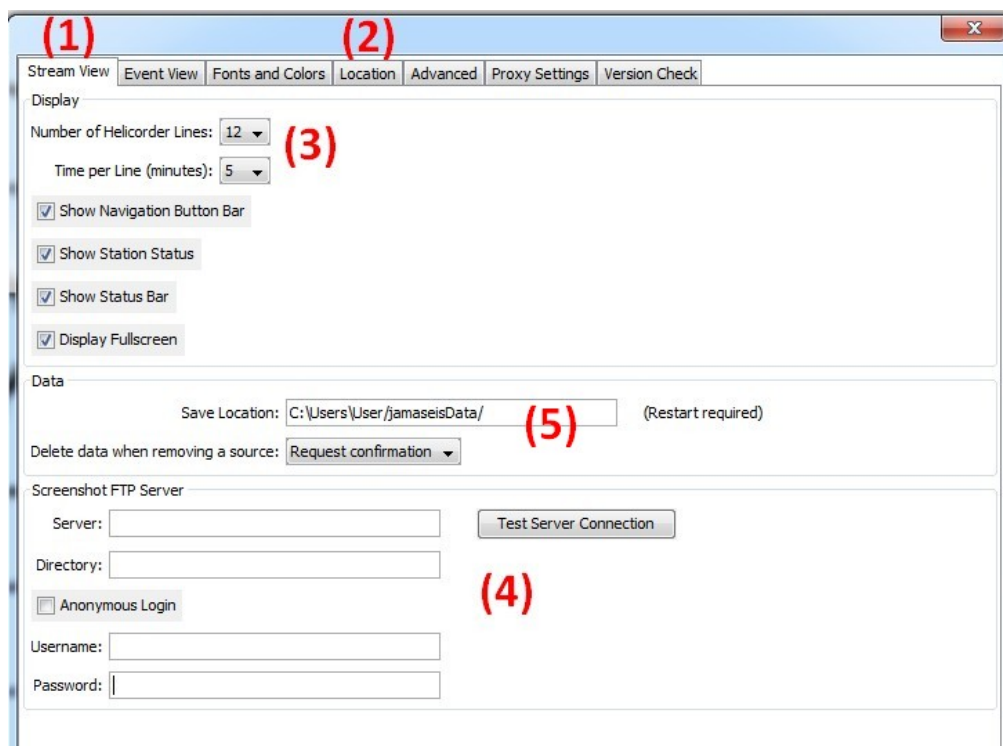 (1) (2)
X
Stream View Event View Fonts and Colors Location Advanced Proxy Settings Version Check
Display
Number of Helicorder Lines: 12
(3)
Time per Line (minutes): 5
Show Navigation Button Bar
Show Station Status
Show Status Bar
Display Fullscreen
Data
Save Location: C:\Users\User/jamaseisData/ (Restart required)
(5)
Delete data when removing a source: Request confirmation
Screenshot FTP Server
Server: Test Server Connection
Directory:
(4)
Anonymous Login
Username:
Password: